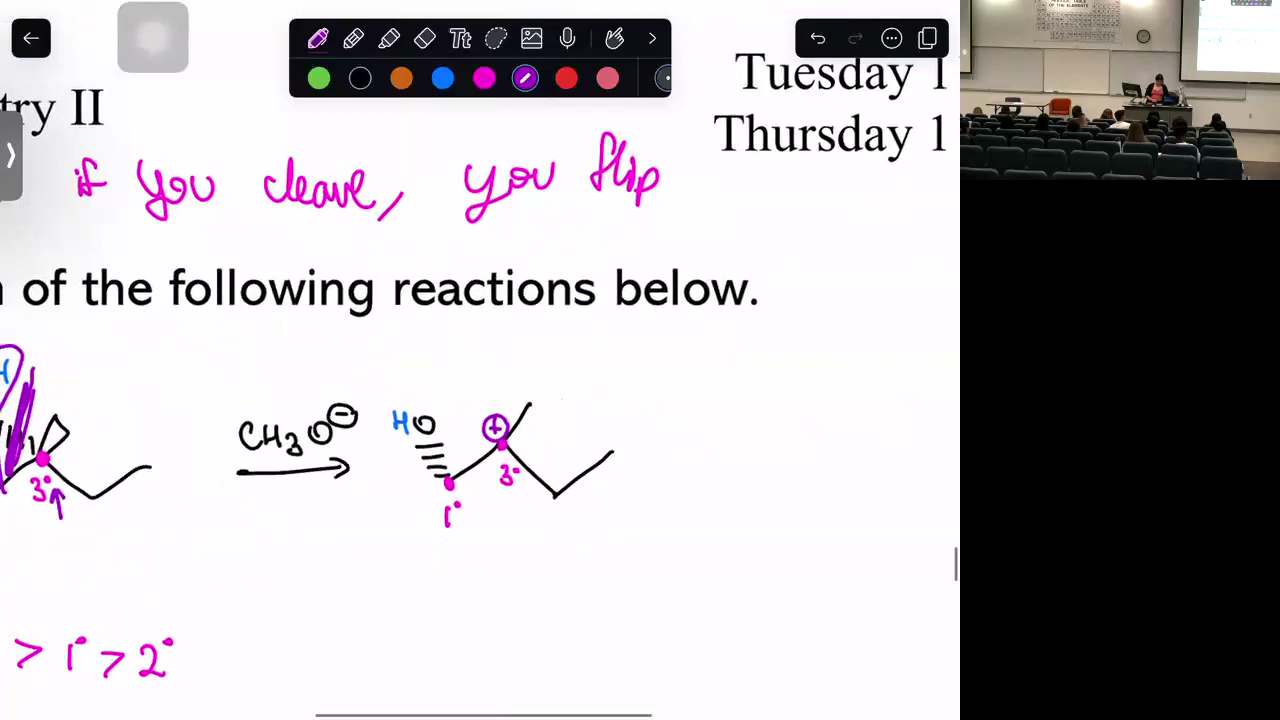 Tuesday 1
try II
Thursday 1
if you cleave, you flip
of the following reactions below.
H
CH3O⊖
HO
⊕
3°
3°
1°
> 1° > 2°